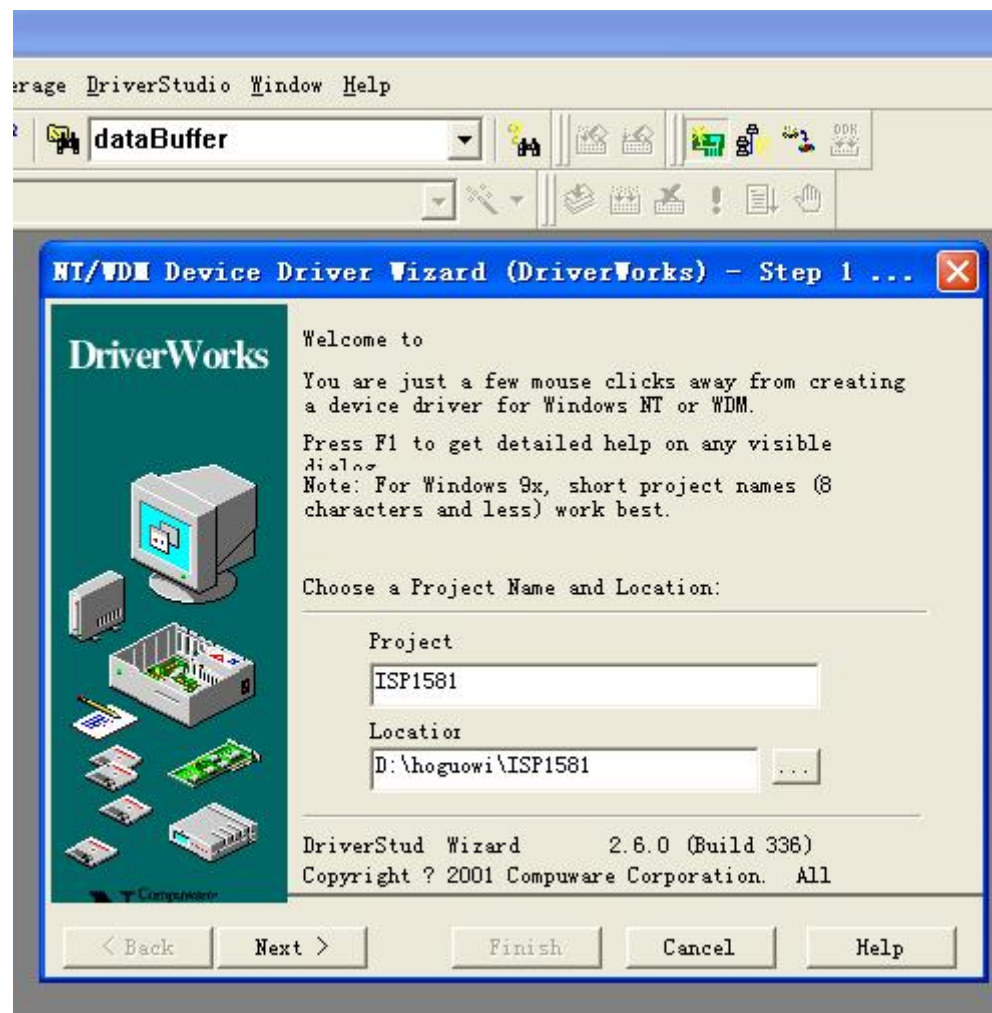 erage DriverStudio Window Help
dataBuffer
DDK
NT/WDM Device Driver Wizard (DriverWorks) - Step 1 ...
DriverWorks
Welcome to
You are just a few mouse clicks away from creating
a device driver for Windows NT or WDM.
Press F1 to get detailed help on any visible
dialog
Note: For Windows 9x, short project names (8
characters and less) work best.
Choose a Project Name and Location:
Project
ISP1581
Location
D:\hoguowi\ISP1581
...
DriverStud Wizard 2.6.0 (Build 336)
Copyright ? 2001 Compuware Corporation. All
Compuware
< Back Next > Finish Cancel Help